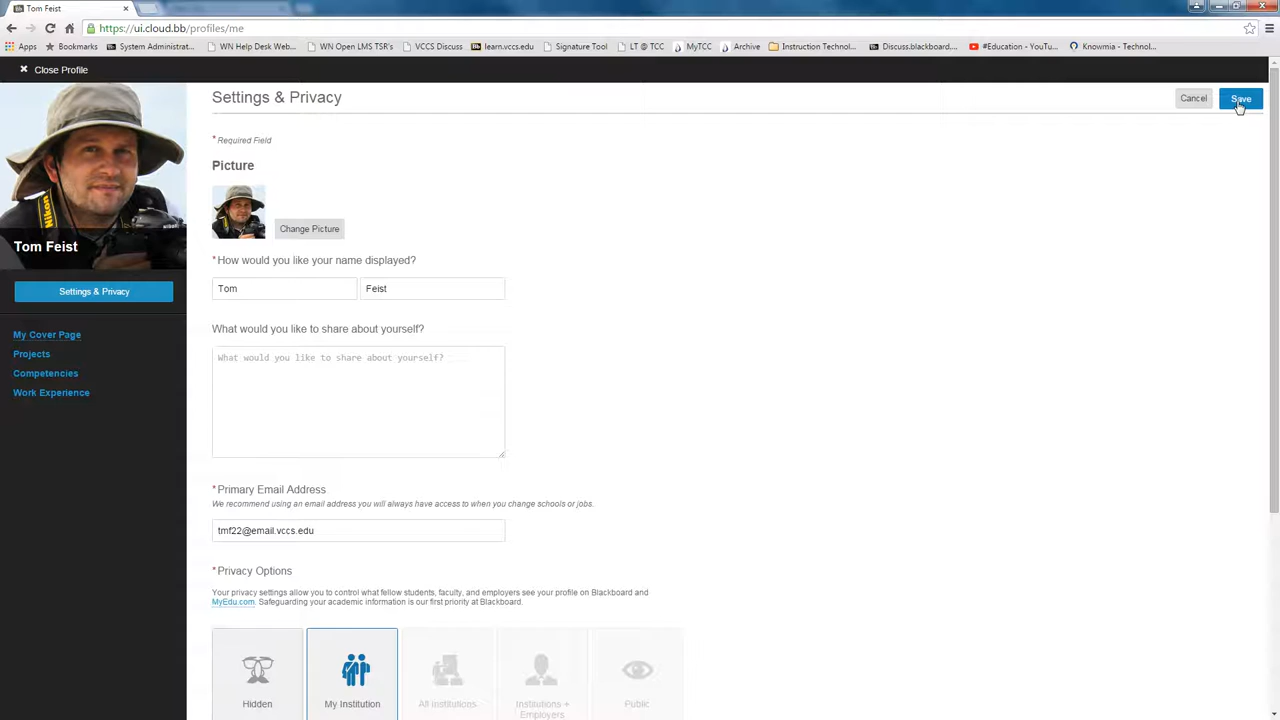 Tom Feist
https://ui.cloud.bb/profiles/me
Apps Bookmarks System Administrat... WN Help Desk Web... WN Open LMS TSR's VCCS Discuss learn.vccs.edu Signature Tool LT @ TCC MyTCC Archive Instruction Technol... Discuss.blackboard... #Education - YouTu... Knowmia - Technol...
Close Profile
Settings & Privacy
Cancel
Save
* Required Field
Picture
Nikon
Change Picture
Tom Feist
*How would you like your name displayed?
Tom Feist
Settings & Privacy
What would you like to share about yourself?
My Cover Page
Projects
Competencies
Work Experience
What would you like to share about yourself?
*Primary Email Address
We recommend using an email address you will always have access to when you change schools or jobs.
tmf22@email.vccs.edu
*Privacy Options
Your privacy settings allow you to control what fellow students, faculty, and employers see your profile on Blackboard and
MyEdu.com. Safeguarding your academic information is our first priority at Blackboard.
Hidden
My Institution
All institutions
Institutions +
Employers
Public